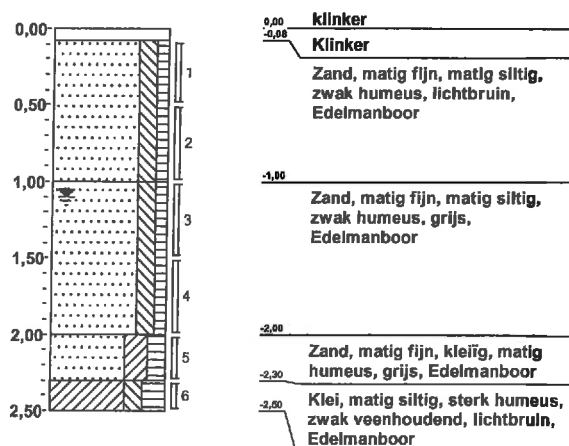 0,00
0,50
1,00
1,50
2,00
2,50
1
2
3
4
5
6
0,00 klinker
-0,08 Klinker
Zand, matig fijn, matig siltig,
zwak humeus, lichtbruin,
Edelmanboor
-1,00
Zand, matig fijn, matig siltig,
zwak humeus, grijs,
Edelmanboor
-2,00
Zand, matig fijn, kleiïg, matig
humeus, grijs, Edelmanboor
-2,30
Klei, matig siltig, sterk humeus,
-2,50 zwak veenhoudend, lichtbruin,
Edelmanboor